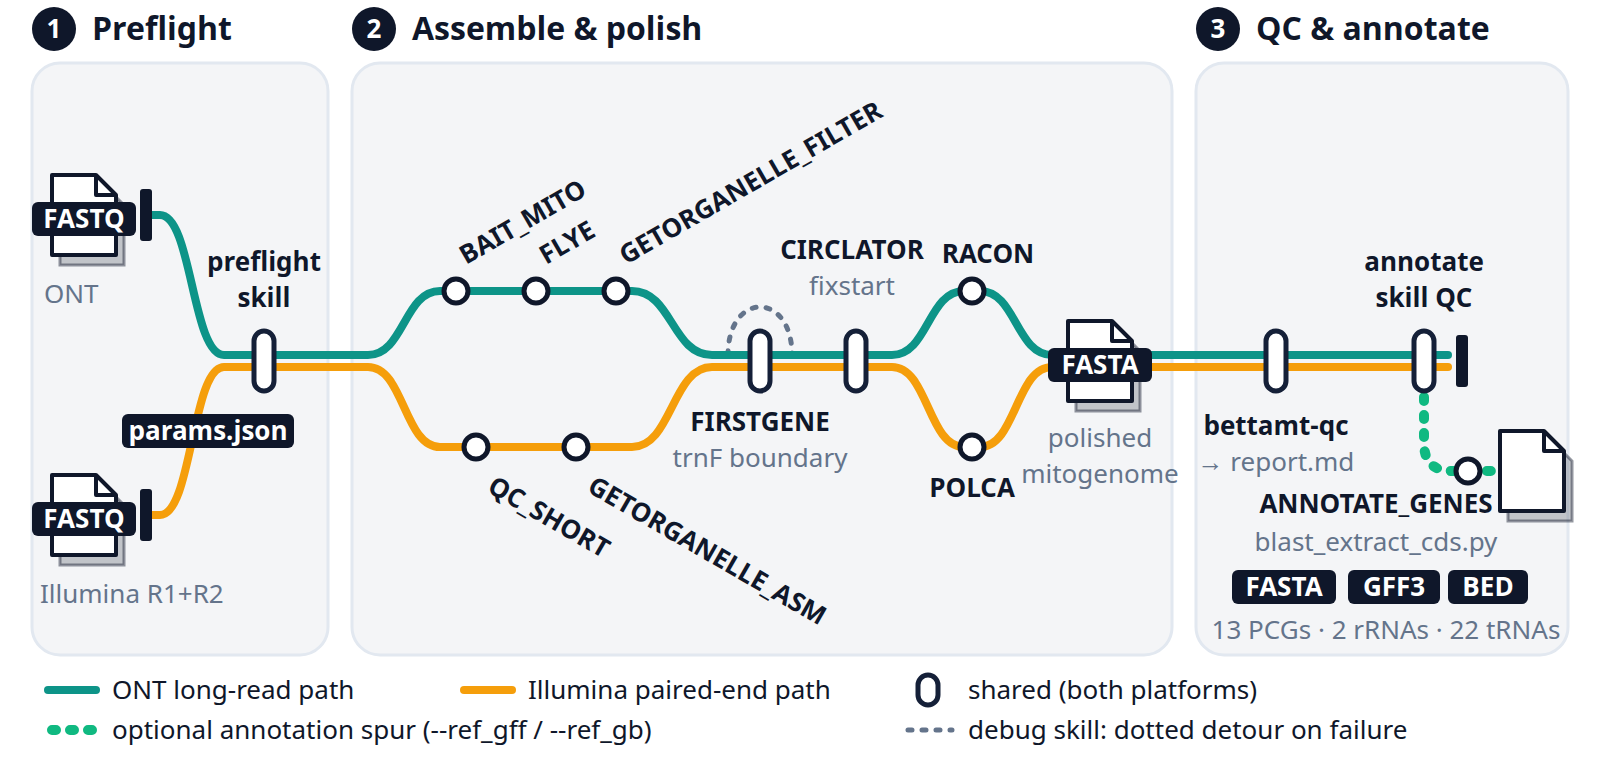 1 Preflight
2 Assemble & polish
3 QC & annotate
FASTQ
ONT
preflight
skill
params.json
FASTQ
Illumina R1+R2
BAIT_MITO
FLYE
GETORGANELLE_FILTER
QC_SHORT
GETORGANELLE_ASM
FIRSTGENE
trnF boundary
CIRCLATOR
fixstart
RACON
POLCA
FASTA
polished
mitogenome
bettamt-qc
→ report.md
annotate
skill QC
ANNOTATE_GENES
blast_extract_cds.py
FASTA GFF3 BED
13 PCGs · 2 rRNAs · 22 tRNAs
ONT long-read path
Illumina paired-end path
shared (both platforms)
optional annotation spur (--ref_gff / --ref_gb)
debug skill: dotted detour on failure